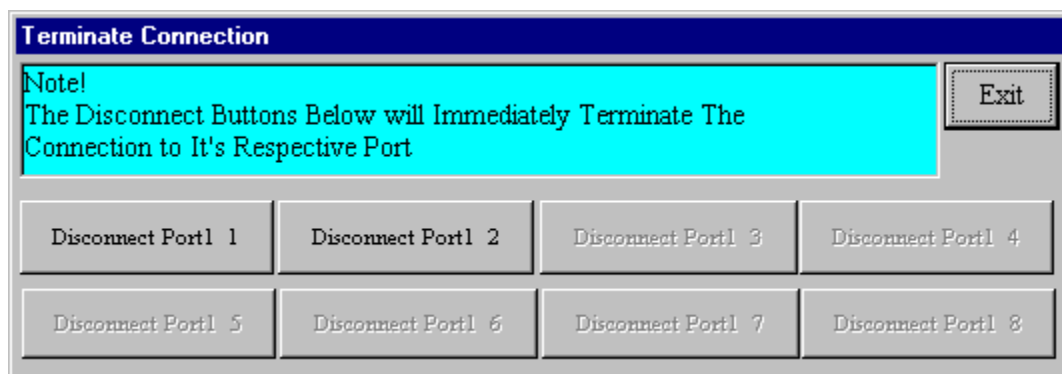 Terminate Connection
Note!
The Disconnect Buttons Below will Immediately Terminate The
Connection to It's Respective Port
Exit
Disconnect Port1 1
Disconnect Port1 2
Disconnect Port1 3
Disconnect Port1 4
Disconnect Port1 5
Disconnect Port1 6
Disconnect Port1 7
Disconnect Port1 8